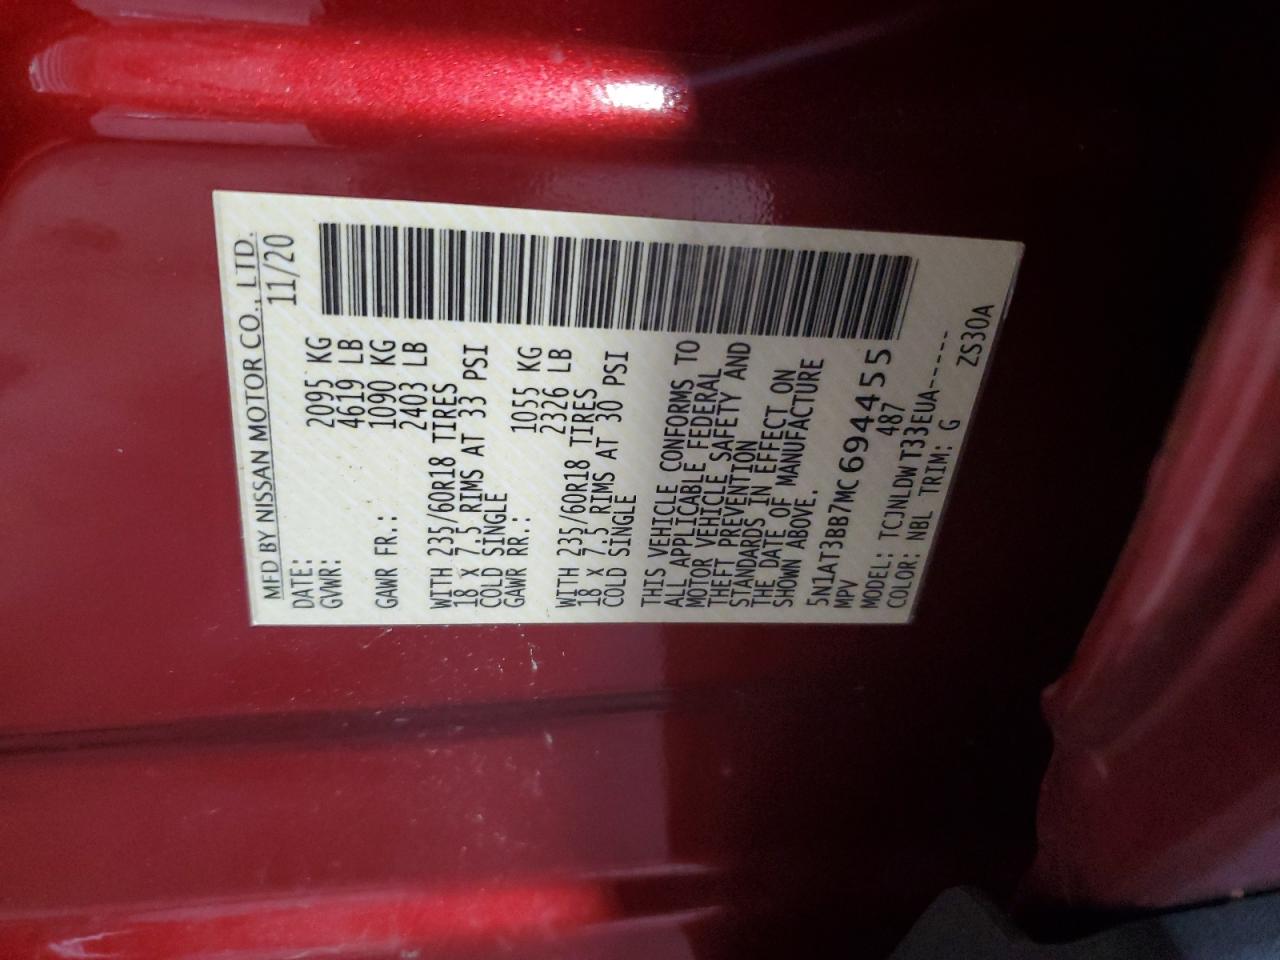 MFD BY NISSAN MOTOR CO., LTD.
DATE: 11/20
GVWR: 2095 KG
4619 LB
GAWR FR.: 1090 KG
2403 LB
WITH 235/60R18 TIRES
18 X 7.5 RIMS AT 33 PSI
COLD SINGLE
GAWR RR.: 1055 KG
2326 LB
WITH 235/60R18 TIRES
18 X 7.5 RIMS AT 30 PSI
COLD SINGLE
THIS VEHICLE CONFORMS TO
ALL APPLICABLE FEDERAL
MOTOR VEHICLE SAFETY AND
THEFT PREVENTION
STANDARDS IN EFFECT ON
THE DATE OF MANUFACTURE
SHOWN ABOVE.
5N1AT3BB7MC694455
MPV 487
MODEL: TCJNLDWT33EUA-----
COLOR: NBL TRIM: G
ZS30A